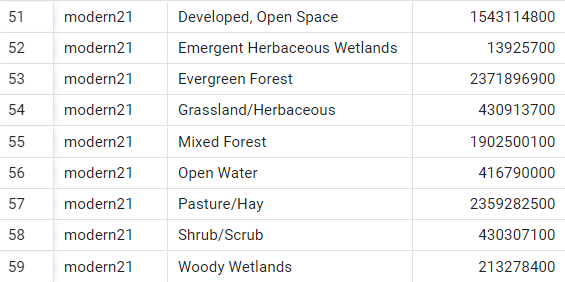 51 modern21 Developed, Open Space 1543114800
52 modern21 Emergent Herbaceous Wetlands 13925700
53 modern21 Evergreen Forest 2371896900
54 modern21 Grassland/Herbaceous 430913700
55 modern21 Mixed Forest 1902500100
56 modern21 Open Water 416790000
57 modern21 Pasture/Hay 2359282500
58 modern21 Shrub/Scrub 430307100
59 modern21 Woody Wetlands 213278400